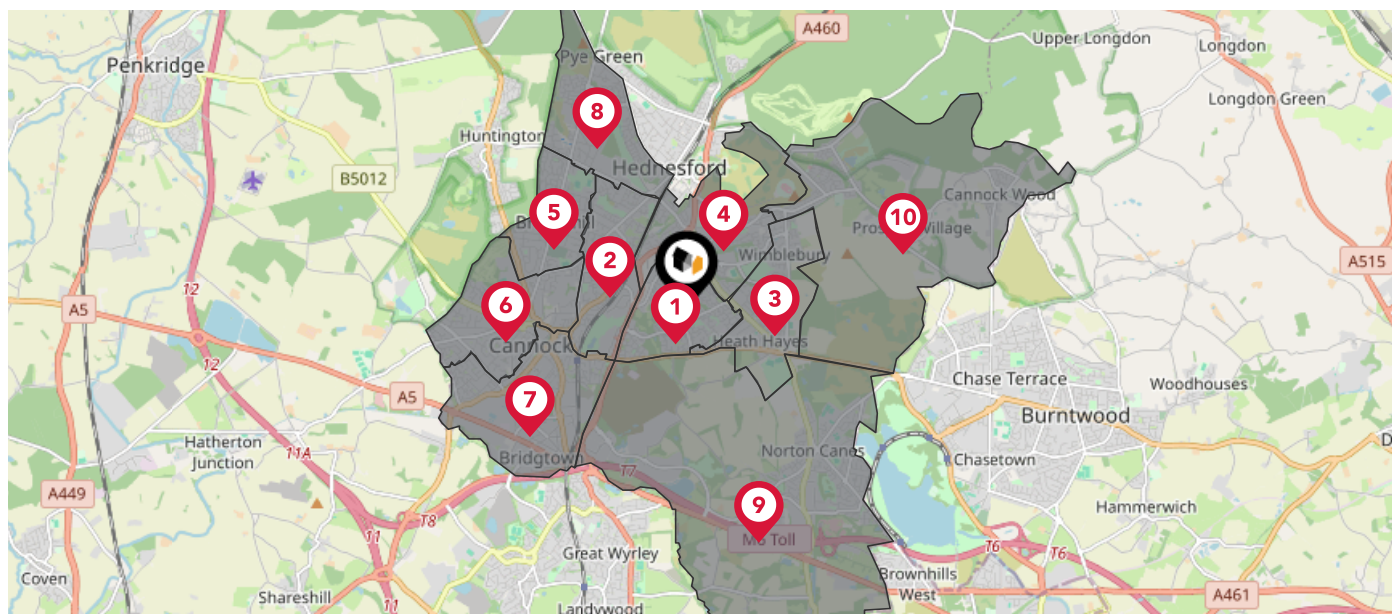 A460
Upper Longdon
Longdon
Pye Green
Penkridge
Longdon Green
8
Huntington
Hednesford
B5012
Cannock Wood
5
4
10
Wimblebury
2
A515
6
1
3
A5
12
12
Cannock
Heath Hayes
Chase Terrace
Woodhouses
A5
7
Burntwood
Hatherton
Junction
11A
Bridgtown
T7
Norton Canes
Chasetown
A449
9
Hammerwich
T8
11
M6 Toll
T6
T6
Great Wyrley
Coven
Brownhills
West
Shareshill
11
Landywood
A461